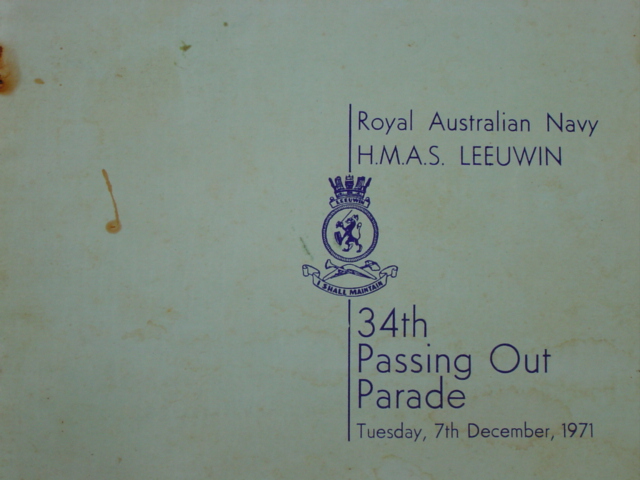 Royal Australian Navy
H.M.A.S. LEEUWIN
LEEUWIN
I SHALL MAINTAIN
34th
Passing Out
Parade
Tuesday, 7th December, 1971